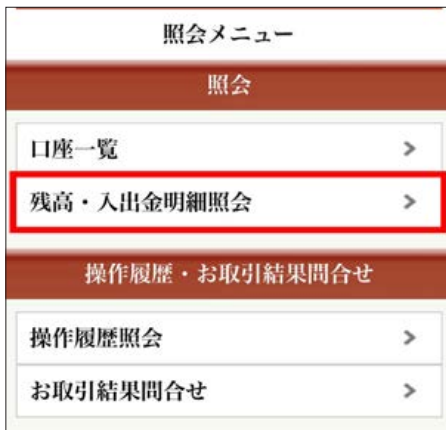 照会メニュー
照会
口座一覧
残高・入出金明細照会
操作履歴・お取引結果問合せ
操作履歴照会
お取引結果問合せ